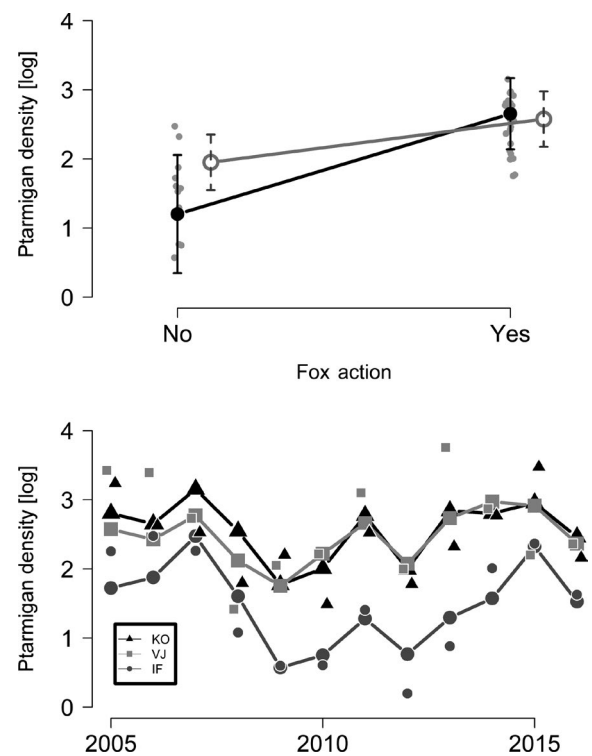 4
3
2
1
0
Ptarmigan density [log]
No
Yes
Fox action
4
3
2
1
0
Ptarmigan density [log]
KO
VJ
IF
2005
2010
2015